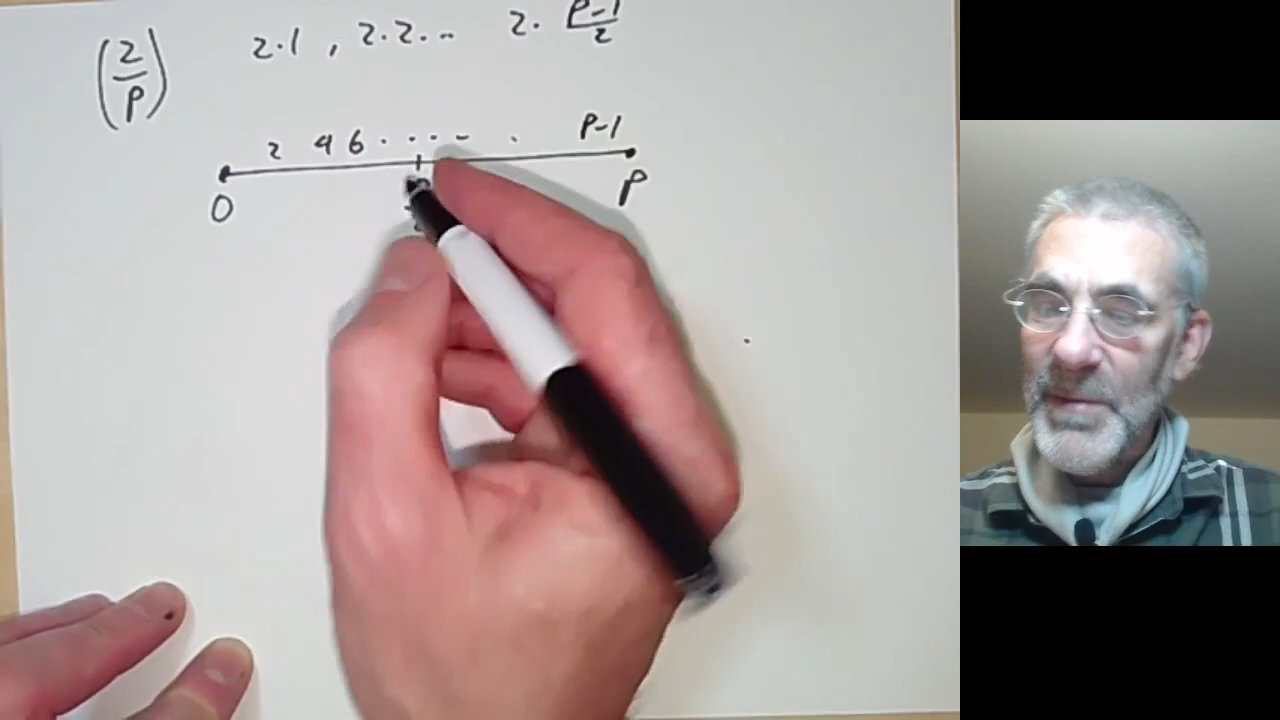 (2/p) 2·1 , 2·2... 2· p-1/2
2 4 6 ...... p-1
0 p